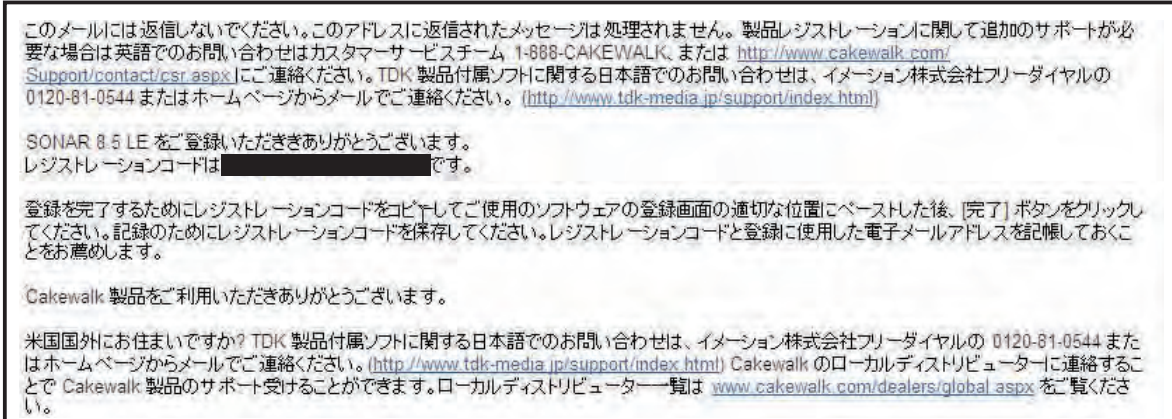 このメールには返信しないでください。このアドレスに返信されたメッセージは処理されません。製品レジストレーションに関して追加のサポートが必
要な場合は英語でのお問い合わせはカスタマーサービスチーム 1-888-CAKEWALK、または http://www.cakewalk.com/
Support/contact/csr.aspx にご連絡ください。TDK 製品付属ソフトに関する日本語でのお問い合わせは、イメーション株式会社フリーダイヤルの
0120-81-0544 またはホームページからメールでご連絡ください。 (http://www.tdk-media.jp/support/index.html)
SONAR 8.5 LE をご登録いただききありがとうございます。
レジストレーションコードは です。
登録を完了するためにレジストレーションコードをコピーしてご使用のソフトウェアの登録画面の適切な位置にペーストした後、[完了] ボタンをクリックし
てください。記録のためにレジストレーションコードを保存してください。レジストレーションコードと登録に使用した電子メールアドレスを記帳しておくこ
とをお薦めします。
Cakewalk 製品をご利用いただきありがとうございます。
米国国外にお住まいですか? TDK 製品付属ソフトに関する日本語でのお問い合わせは、イメーション株式会社フリーダイヤルの 0120-81-0544 また
はホームページからメールでご連絡ください。(http://www.tdk-media.jp/support/index.html) Cakewalk のローカルディストリビューターに連絡するこ
とで Cakewalk 製品のサポート受けることができます。ローカルディストリビューター一覧は www.cakewalk.com/dealers/global.aspx をご覧くださ
い。